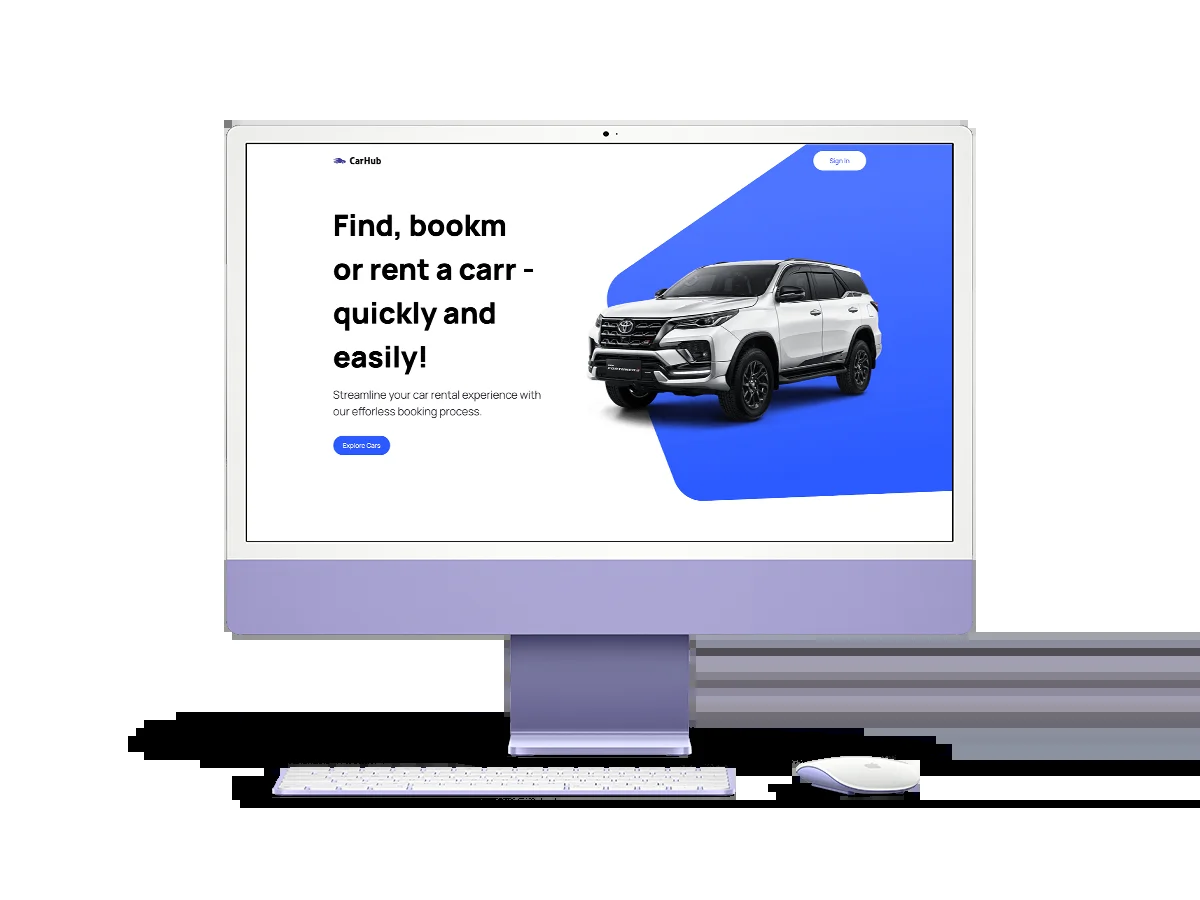 CarHub
Sign In
Find, bookm
or rent a carr -
quickly and
easily!
Streamline your car rental experience with
our efforless booking process.
Explore Cars